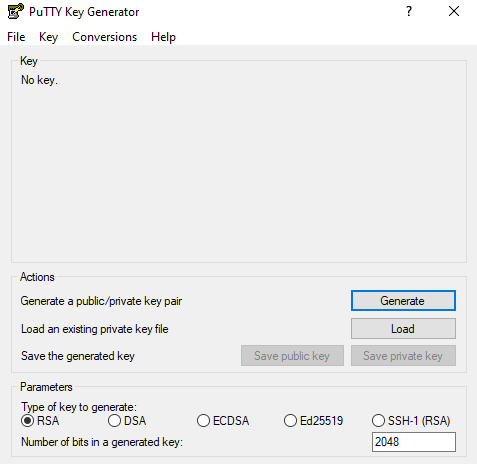 PuTTY Key Generator ?
File Key Conversions Help
Key
No key.
Actions
Generate a public/private key pair Generate
Load an existing private key file Load
Save the generated key Save public key Save private key
Parameters
Type of key to generate:
RSA DSA ECDSA Ed25519 SSH-1 (RSA)
Number of bits in a generated key: 2048